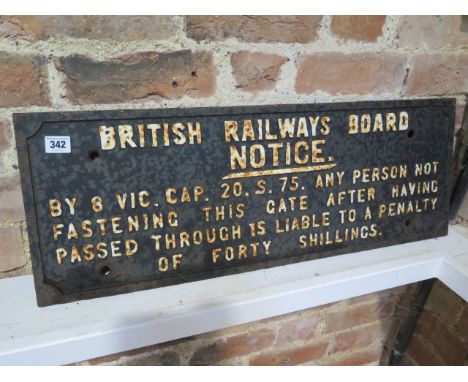 342
BRITISH RAILWAYS BOARD
NOTICE.
BY 8 VIC. CAP. 20. S. 75. ANY PERSON NOT
FASTENING THIS GATE AFTER HAVING
PASSED THROUGH IS LIABLE TO A PENALTY
OF FORTY SHILLINGS.